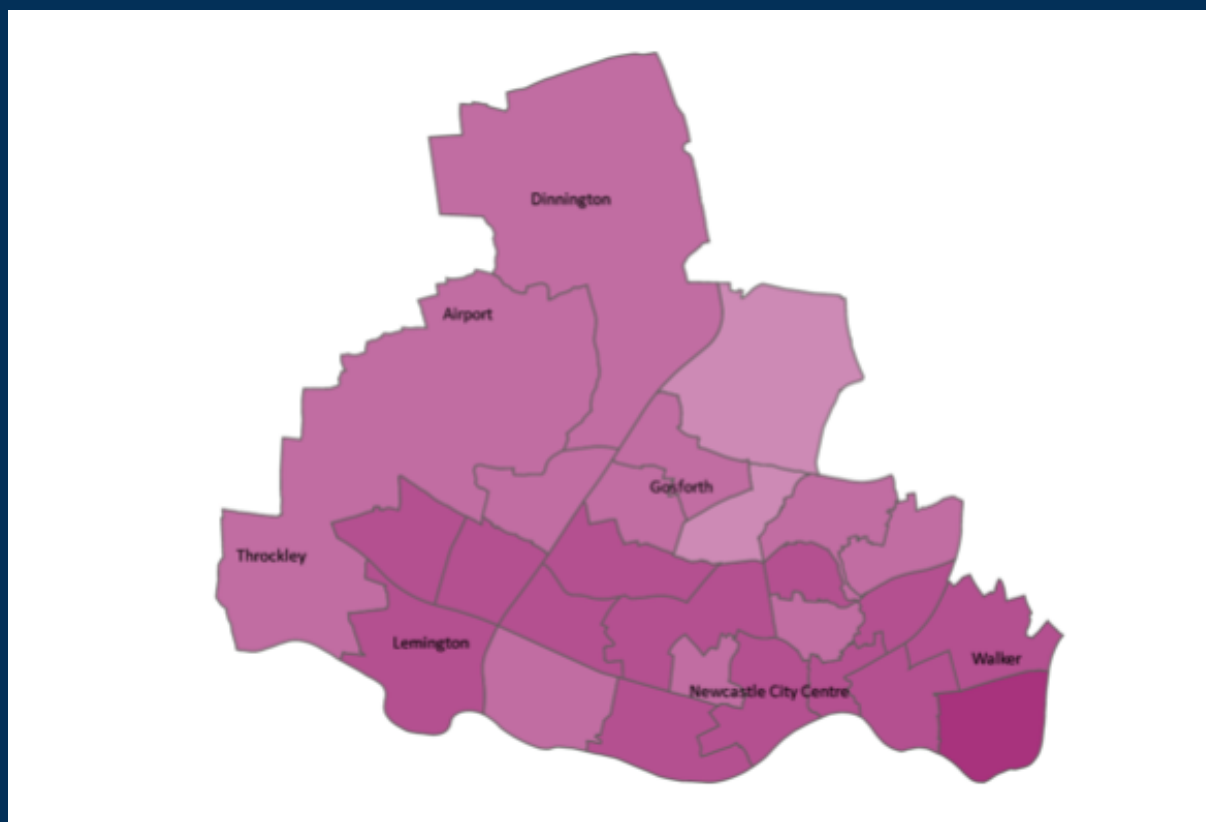 Dinnington
Airport
Gosforth
Throckley
Lemington
Walker
Newcastle City Centre